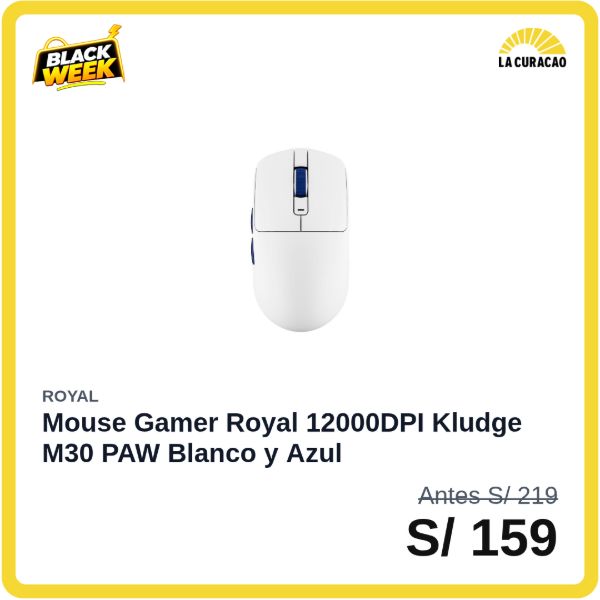 BLACK
WEEK
LA CURACAO
ROYAL
Mouse Gamer Royal 12000DPI Kludge
M30 PAW Blanco y Azul
Antes S/ 219
S/ 159